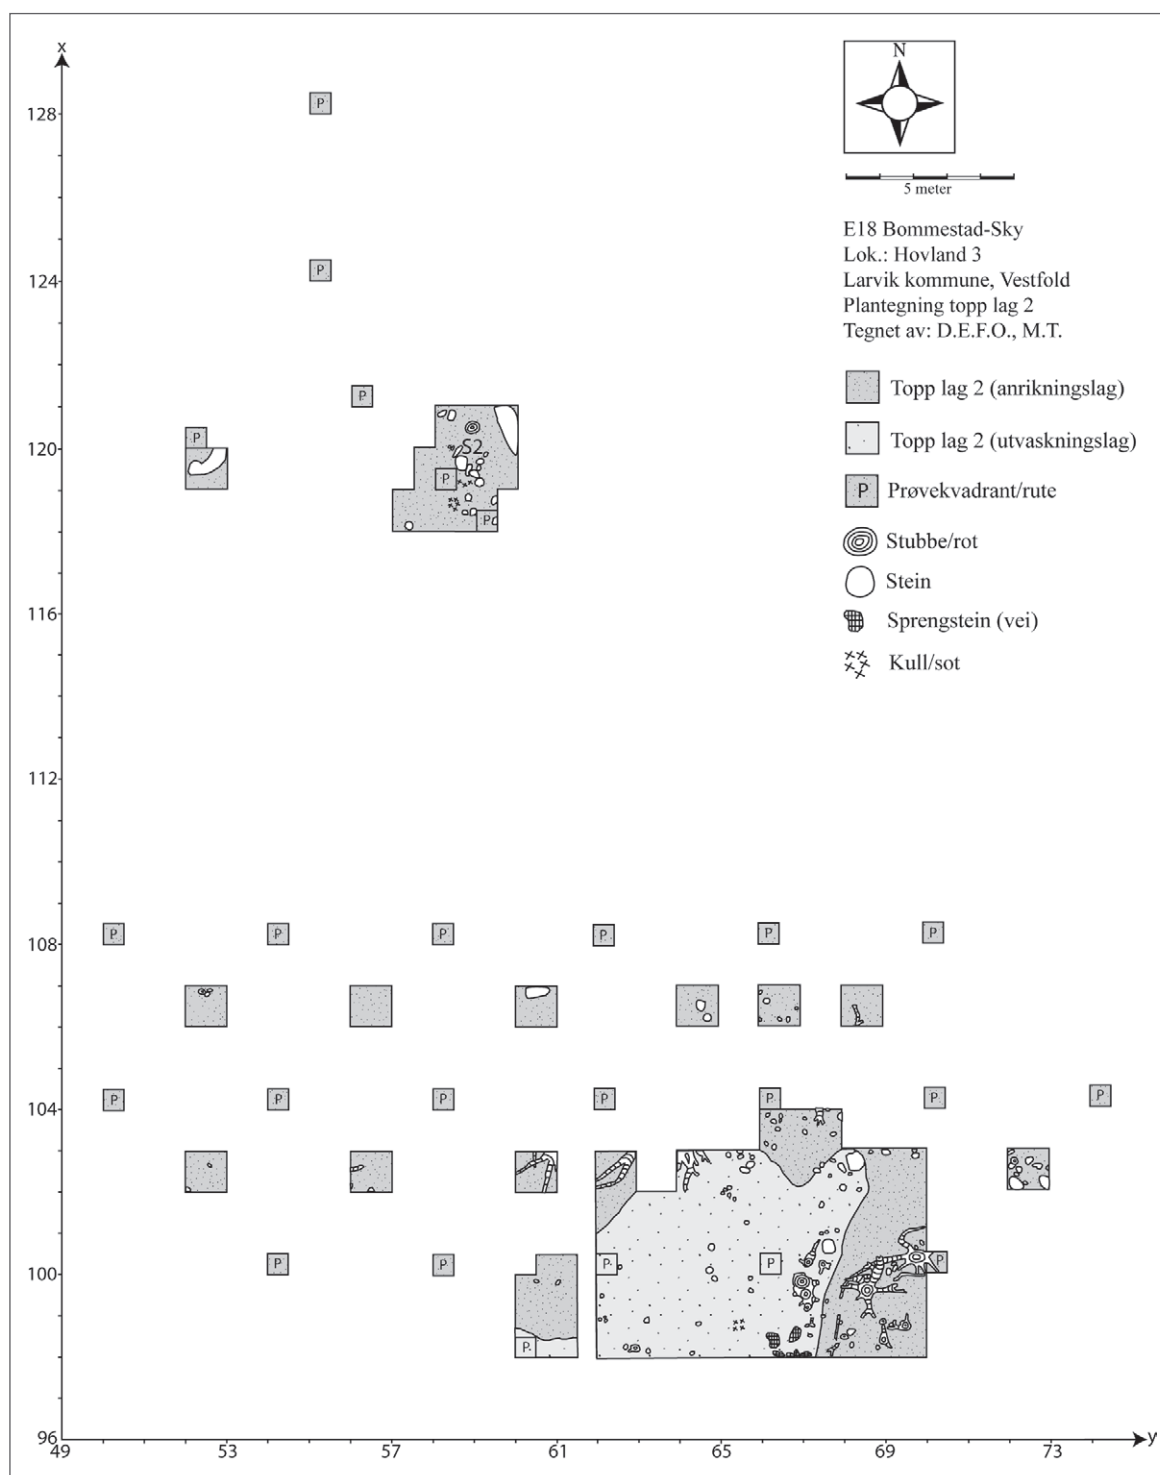 x
N
128
P
5 meter
E18 Bommestad-Sky
Lok.: Hovland 3
Larvik kommune, Vestfold
Plantegning topp lag 2
Tegnet av: D.E.F.O., M.T.
124
P
Topp lag 2 (anrikningslag)
P
120
P
S2
Topp lag 2 (utvaskningslag)
P
P
P Prøvekvadrant/rute
Stubbe/rot
Stein
116
Sprengstein (vei)
Kull/sot
112
108
P P P P P P
104
P P P P P P P
100
P P P P P
P
96
49 53 57 61 65 69 73 y